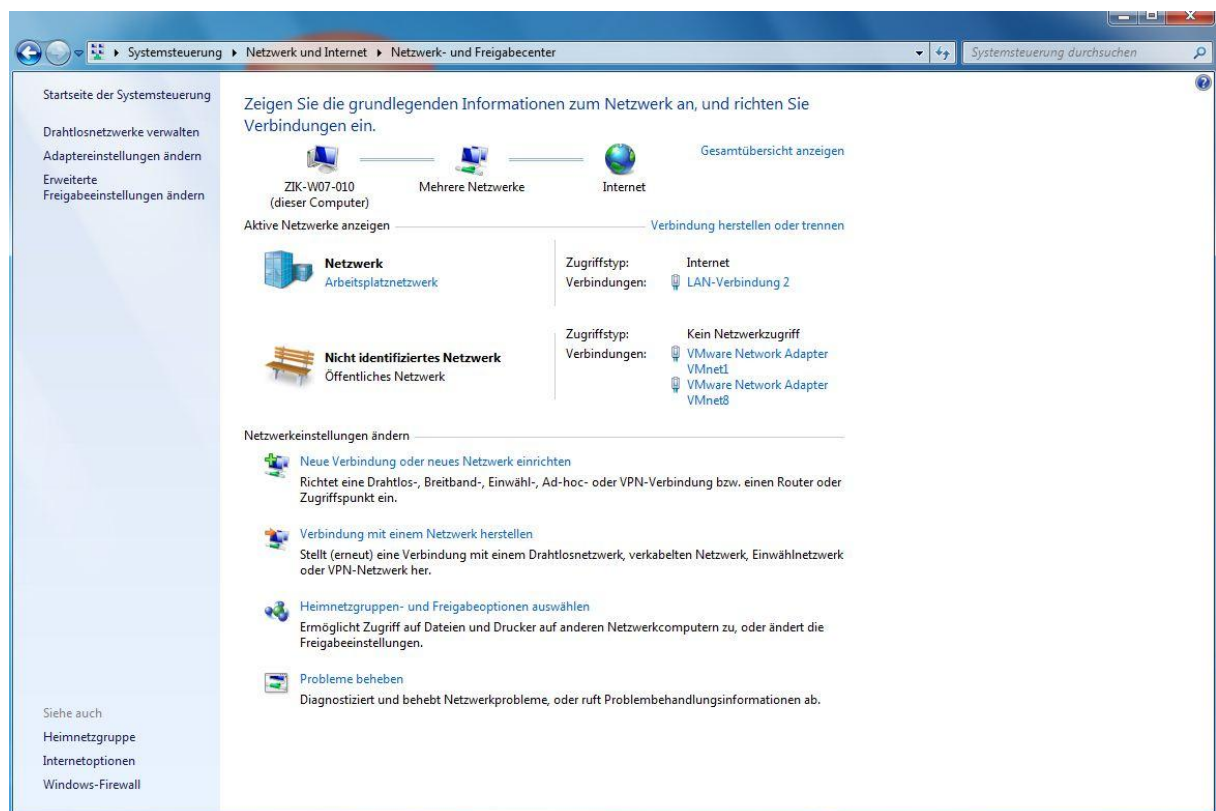 Systemsteuerung ▸ Netzwerk und Internet ▸ Netzwerk- und Freigabecenter
Systemsteuerung durchsuchen
Startseite der Systemsteuerung
Drahtlosnetzwerke verwalten
Adaptereinstellungen ändern
Erweiterte
Freigabeeinstellungen ändern
Siehe auch
Heimnetzgruppe
Internetoptionen
Windows-Firewall
Zeigen Sie die grundlegenden Informationen zum Netzwerk an, und richten Sie
Verbindungen ein.
Gesamtübersicht anzeigen
ZIK-W07-010
(dieser Computer)
Mehrere Netzwerke
Internet
Aktive Netzwerke anzeigen
Verbindung herstellen oder trennen
Netzwerk
Arbeitsplatznetzwerk
Zugriffstyp: Internet
Verbindungen: LAN-Verbindung 2
Nicht identifiziertes Netzwerk
Öffentliches Netzwerk
Zugriffstyp: Kein Netzwerkzugriff
Verbindungen: VMware Network Adapter
VMnet1
VMware Network Adapter
VMnet8
Netzwerkeinstellungen ändern
Neue Verbindung oder neues Netzwerk einrichten
Richtet eine Drahtlos-, Breitband-, Einwähl-, Ad-hoc- oder VPN-Verbindung bzw. einen Router oder
Zugriffspunkt ein.
Verbindung mit einem Netzwerk herstellen
Stellt (erneut) eine Verbindung mit einem Drahtlosnetzwerk, verkabelten Netzwerk, Einwählnetzwerk
oder VPN-Netzwerk her.
Heimnetzgruppen- und Freigabeoptionen auswählen
Ermöglicht Zugriff auf Dateien und Drucker auf anderen Netzwerkcomputern zu, oder ändert die
Freigabeeinstellungen.
Probleme beheben
Diagnostiziert und behebt Netzwerkprobleme, oder ruft Problembehandlungsinformationen ab.